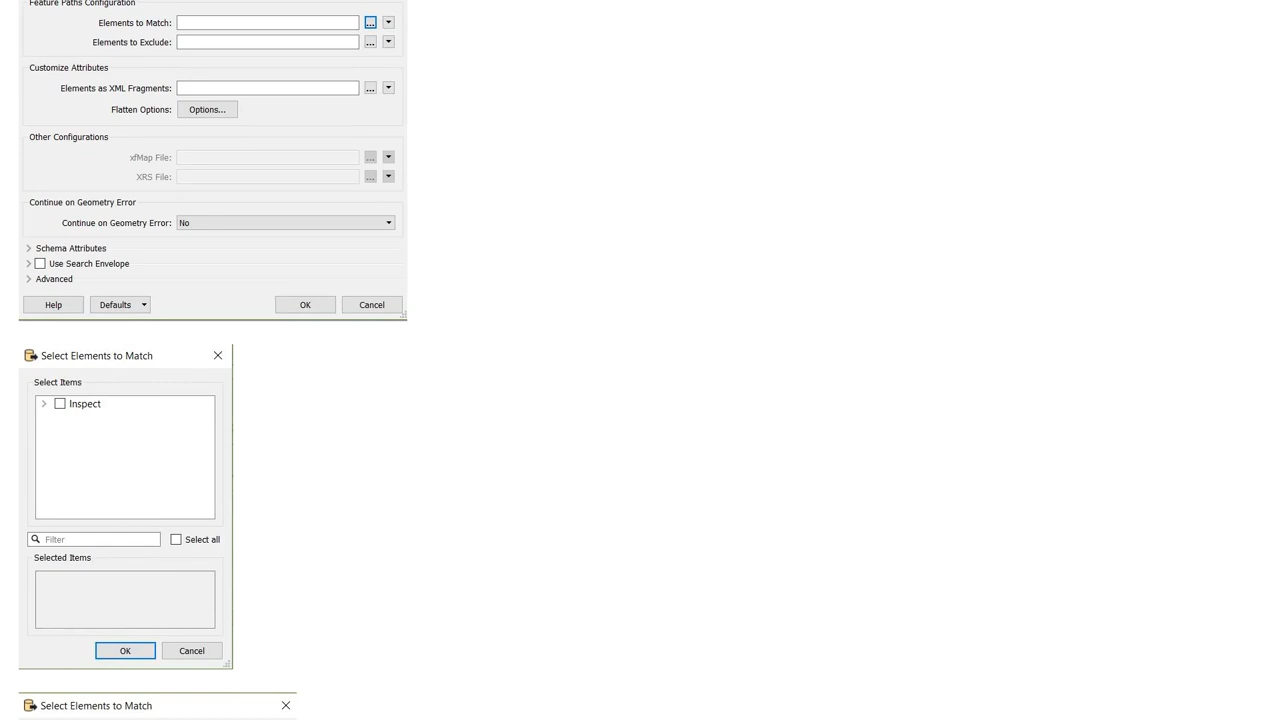 Feature Paths Configuration
Elements to Match: ...
Elements to Exclude: ...
Customize Attributes
Elements as XML Fragments: ...
Flatten Options: Options...
Other Configurations
xfMap File: ...
XRS File: ...
Continue on Geometry Error
Continue on Geometry Error: No
Schema Attributes
Use Search Envelope
Advanced
Help Defaults OK Cancel
Select Elements to Match
Select Items
Inspect
Filter Select all
Selected Items
OK Cancel
Select Elements to Match